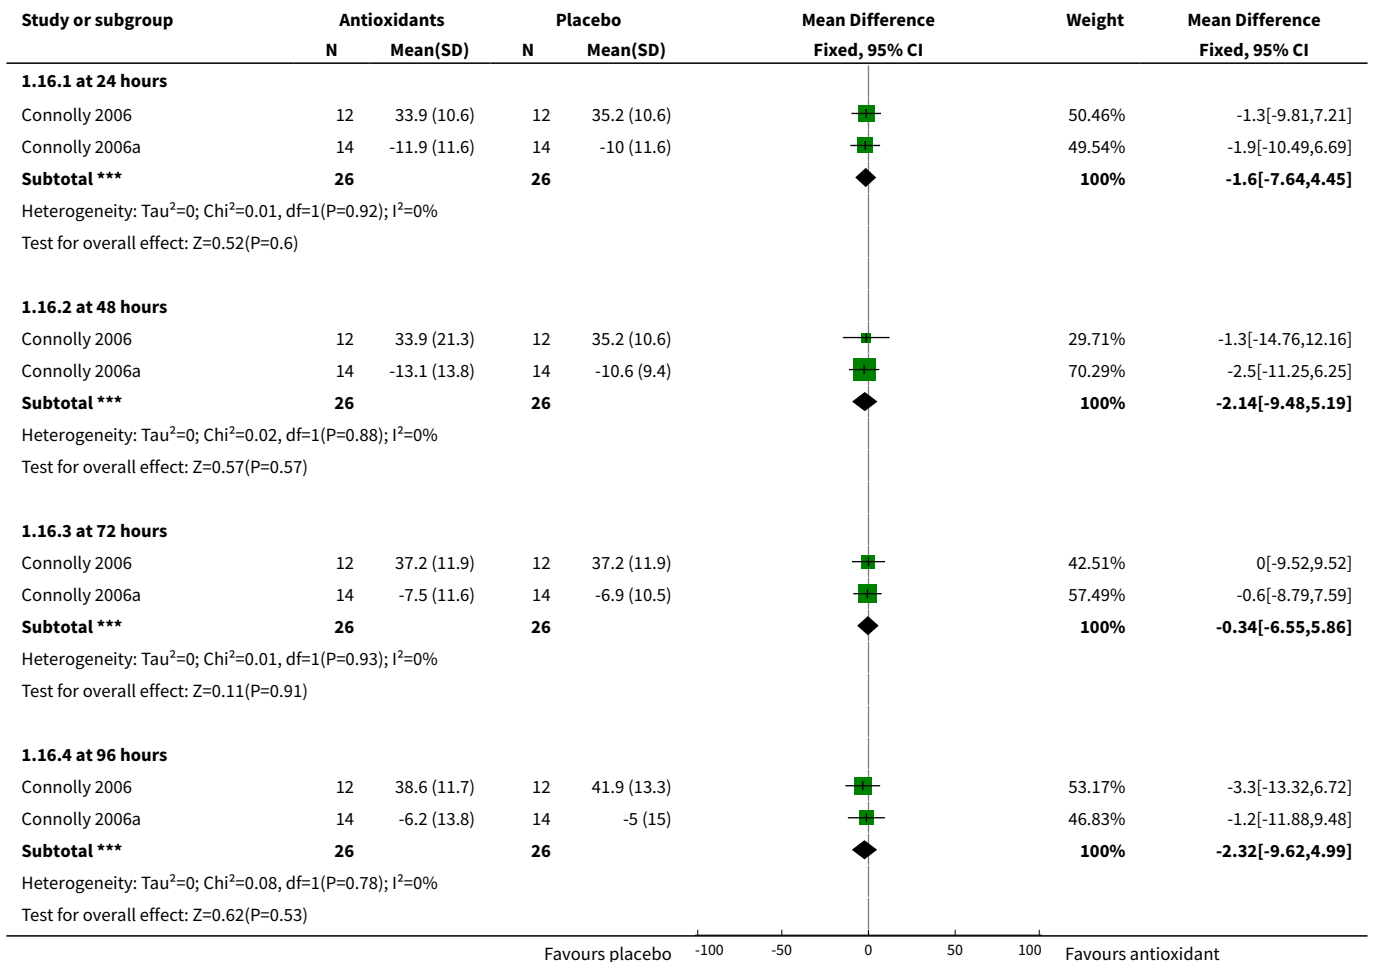 Study or subgroup Antioxidants Placebo Mean Difference Weight Mean Difference
N Mean(SD) N Mean(SD) Fixed, 95% CI Fixed, 95% CI
1.16.1 at 24 hours
Connolly 2006 12 33.9 (10.6) 12 35.2 (10.6) 50.46% -1.3[-9.81,7.21]
Connolly 2006a 14 -11.9 (11.6) 14 -10 (11.6) 49.54% -1.9[-10.49,6.69]
Subtotal *** 26 26 100% -1.6[-7.64,4.45]
Heterogeneity: Tau²=0; Chi²=0.01, df=1(P=0.92); I²=0%
Test for overall effect: Z=0.52(P=0.6)
1.16.2 at 48 hours
Connolly 2006 12 33.9 (21.3) 12 35.2 (10.6) 29.71% -1.3[-14.76,12.16]
Connolly 2006a 14 -13.1 (13.8) 14 -10.6 (9.4) 70.29% -2.5[-11.25,6.25]
Subtotal *** 26 26 100% -2.14[-9.48,5.19]
Heterogeneity: Tau²=0; Chi²=0.02, df=1(P=0.88); I²=0%
Test for overall effect: Z=0.57(P=0.57)
1.16.3 at 72 hours
Connolly 2006 12 37.2 (11.9) 12 37.2 (11.9) 42.51% 0[-9.52,9.52]
Connolly 2006a 14 -7.5 (11.6) 14 -6.9 (10.5) 57.49% -0.6[-8.79,7.59]
Subtotal *** 26 26 100% -0.34[-6.55,5.86]
Heterogeneity: Tau²=0; Chi²=0.01, df=1(P=0.93); I²=0%
Test for overall effect: Z=0.11(P=0.91)
1.16.4 at 96 hours
Connolly 2006 12 38.6 (11.7) 12 41.9 (13.3) 53.17% -3.3[-13.32,6.72]
Connolly 2006a 14 -6.2 (13.8) 14 -5 (15) 46.83% -1.2[-11.88,9.48]
Subtotal *** 26 26 100% -2.32[-9.62,4.99]
Heterogeneity: Tau²=0; Chi²=0.08, df=1(P=0.78); I²=0%
Test for overall effect: Z=0.62(P=0.53)
Favours placebo -100 -50 0 50 100 Favours antioxidant